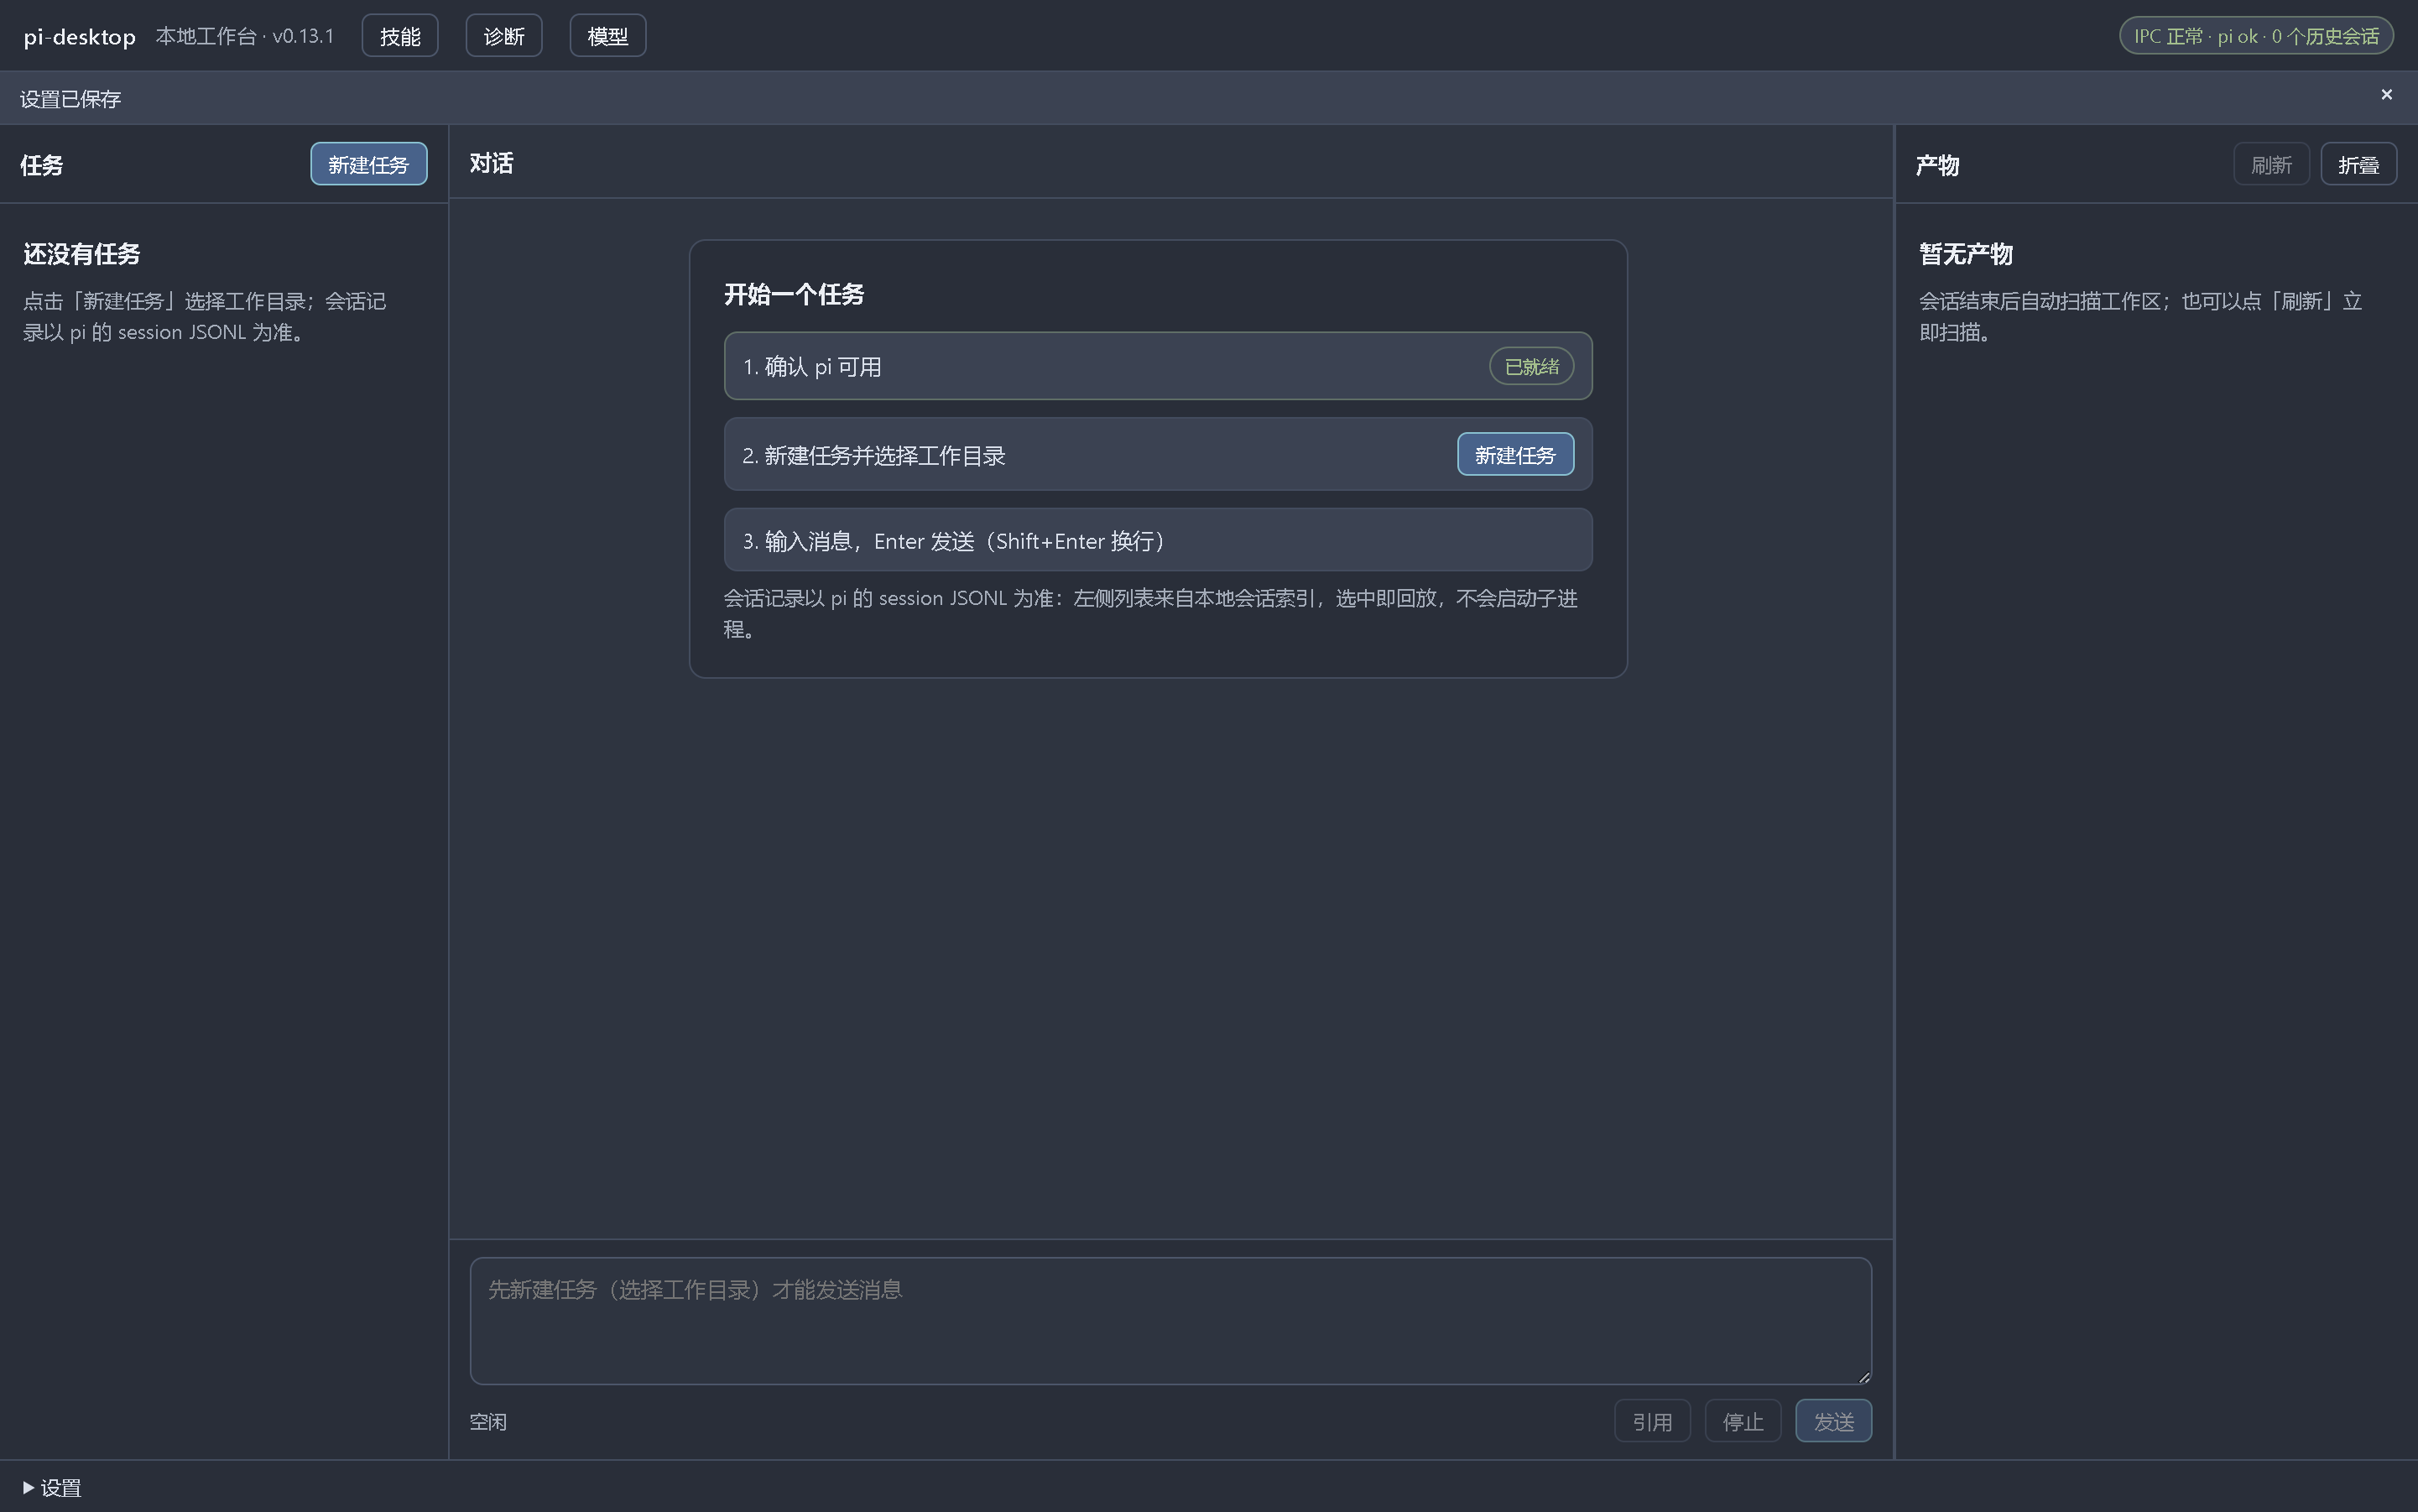 pi-desktop 本地工作台 · v0.13.1 技能 诊断 模型 IPC 正常 · pi ok · 0 个历史会话
设置已保存 ×
任务 新建任务
还没有任务
点击「新建任务」选择工作目录；会话记
录以 pi 的 session JSONL 为准。
对话
开始一个任务
1. 确认 pi 可用 已就绪
2. 新建任务并选择工作目录 新建任务
3. 输入消息，Enter 发送（Shift+Enter 换行）
会话记录以 pi 的 session JSONL 为准：左侧列表来自本地会话索引，选中即回放，不会启动子进
程。
先新建任务（选择工作目录）才能发送消息
空闲 引用 停止 发送
产物 刷新 折叠
暂无产物
会话结束后自动扫描工作区；也可以点「刷新」立
即扫描。
▶ 设置